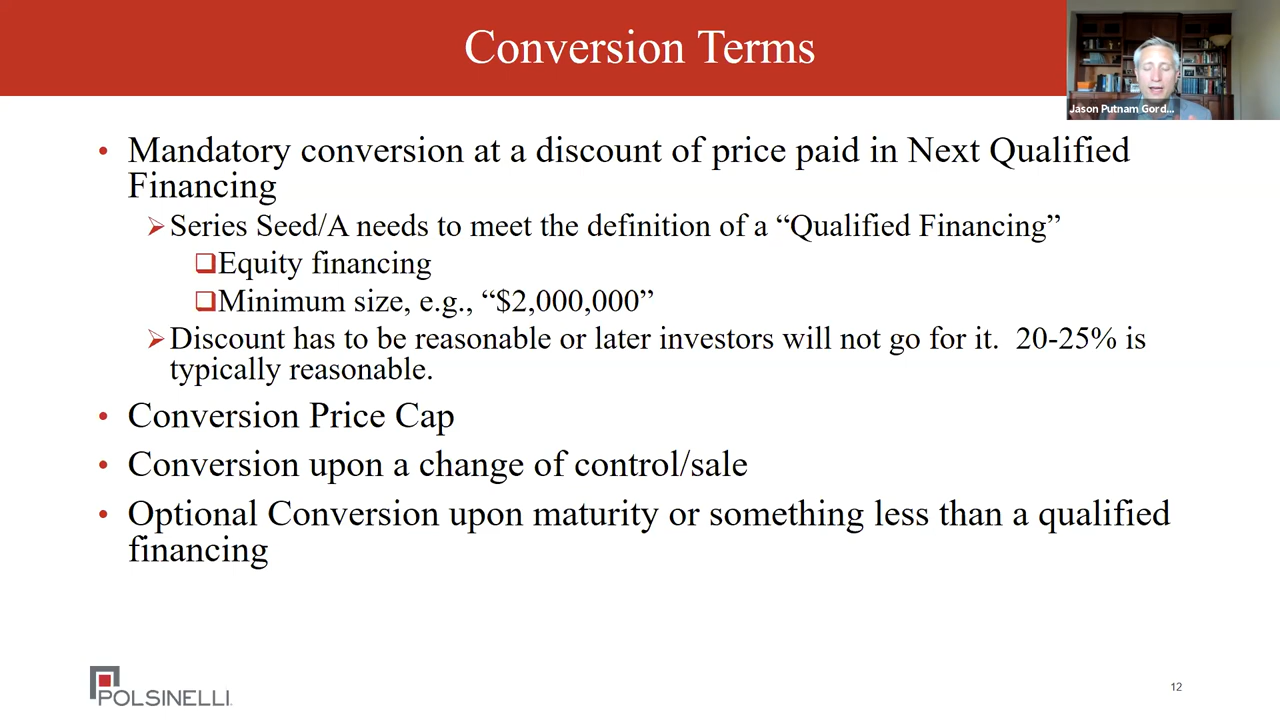 Conversion Terms
Jason Putnam Gord...
• Mandatory conversion at a discount of price paid in Next Qualified
Financing
➢ Series Seed/A needs to meet the definition of a “Qualified Financing”
❑ Equity financing
❑ Minimum size, e.g., “$2,000,000”
➢ Discount has to be reasonable or later investors will not go for it.  20-25% is
typically reasonable.
• Conversion Price Cap
• Conversion upon a change of control/sale
• Optional Conversion upon maturity or something less than a qualified
financing
POLSINELLI
12